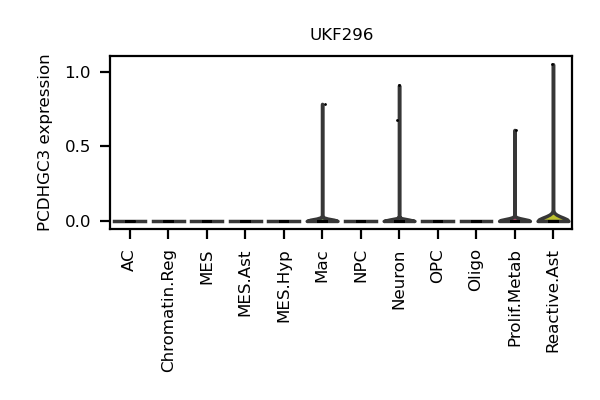 UKF296
PCDHGC3 expression
1.0
0.5
0.0
AC
Chromatin.Reg
MES
MES.Ast
MES.Hyp
Mac
NPC
Neuron
OPC
Oligo
Prolif.Metab
Reactive.Ast